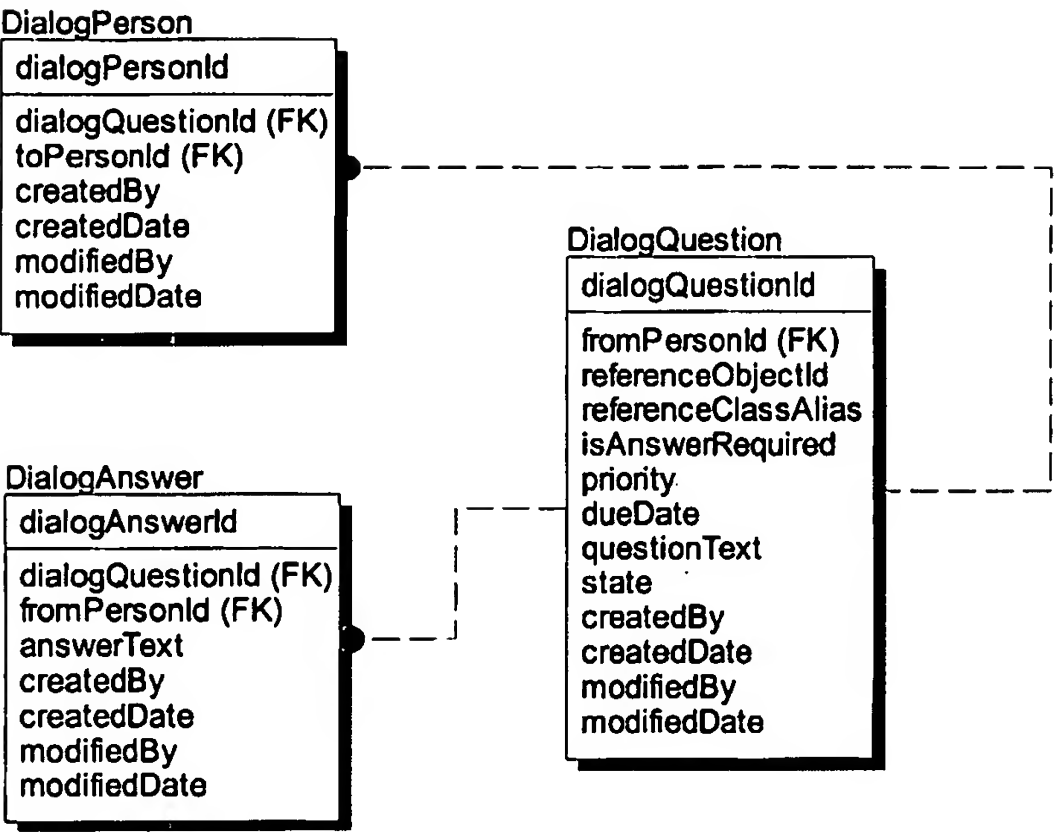 DialogPerson
dialogPersonId
dialogQuestionId (FK)
toPersonId (FK)
createdBy
createdDate
modifiedBy
modifiedDate
DialogQuestion
dialogQuestionId
fromPersonId (FK)
referenceObjectId
referenceClassAlias
isAnswerRequired
priority
dueDate
questionText
state
createdBy
createdDate
modifiedBy
modifiedDate
DialogAnswer
dialogAnswerId
dialogQuestionId (FK)
fromPersonId (FK)
answerText
createdBy
createdDate
modifiedBy
modifiedDate